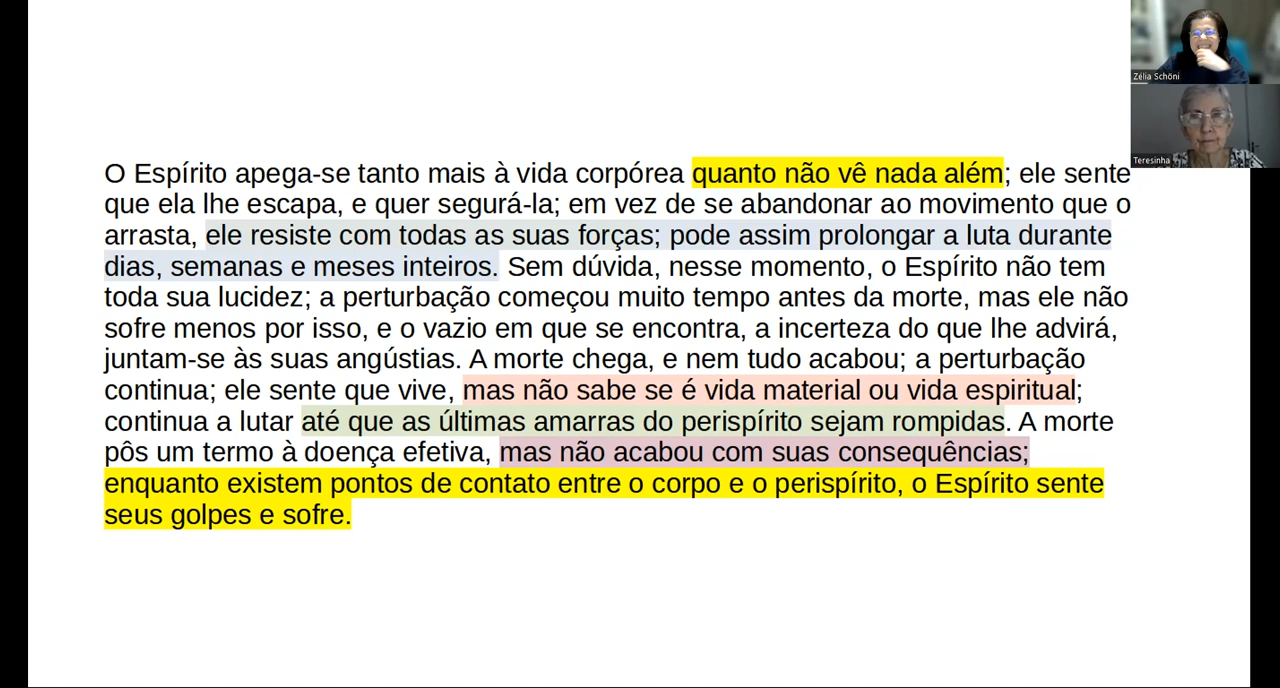 Zélia Schöni
Teresinha
O Espírito apega-se tanto mais à vida corpórea quanto não vê nada além; ele sente
que ela lhe escapa, e quer segurá-la; em vez de se abandonar ao movimento que o
arrasta, ele resiste com todas as suas forças; pode assim prolongar a luta durante
dias, semanas e meses inteiros. Sem dúvida, nesse momento, o Espírito não tem
toda sua lucidez; a perturbação começou muito tempo antes da morte, mas ele não
sofre menos por isso, e o vazio em que se encontra, a incerteza do que lhe advirá,
juntam-se às suas angústias. A morte chega, e nem tudo acabou; a perturbação
continua; ele sente que vive, mas não sabe se é vida material ou vida espiritual;
continua a lutar até que as últimas amarras do perispírito sejam rompidas. A morte
pôs um termo à doença efetiva, mas não acabou com suas consequências;
enquanto existem pontos de contato entre o corpo e o perispírito, o Espírito sente
seus golpes e sofre.